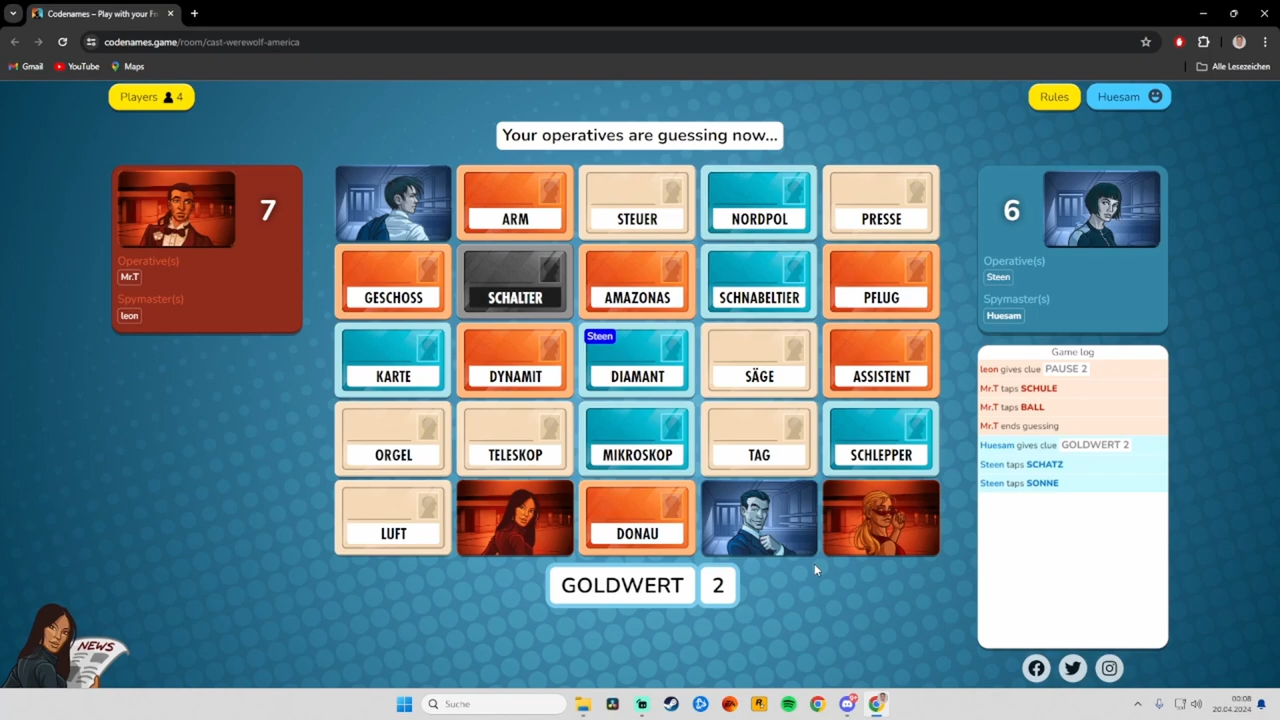 Codenames – Play with your Fr
codenames.game/room/cast-werewolf-america
Gmail YouTube Maps Alle Lesezeichen
Players 4
Rules Huesam
Your operatives are guessing now...
7
Operative(s)
Mr.T
Spymaster(s)
leon
ARM STEUER NORDPOL PRESSE
GESCHOSS SCHALTER AMAZONAS SCHNABELTIER PFLUG
Steen
KARTE DYNAMIT DIAMANT SÄGE ASSISTENT
ORGEL TELESKOP MIKROSKOP TAG SCHLEPPER
LUFT DONAU
GOLDWERT 2
6
Operative(s)
Steen
Spymaster(s)
Huesam
Game log
leon gives clue PAUSE 2
Mr.T taps SCHULE
Mr.T taps BALL
Mr.T ends guessing
Huesam gives clue GOLDWERT 2
Steen taps SCHATZ
Steen taps SONNE
NEWS
Suche
00:08
20.04.2024